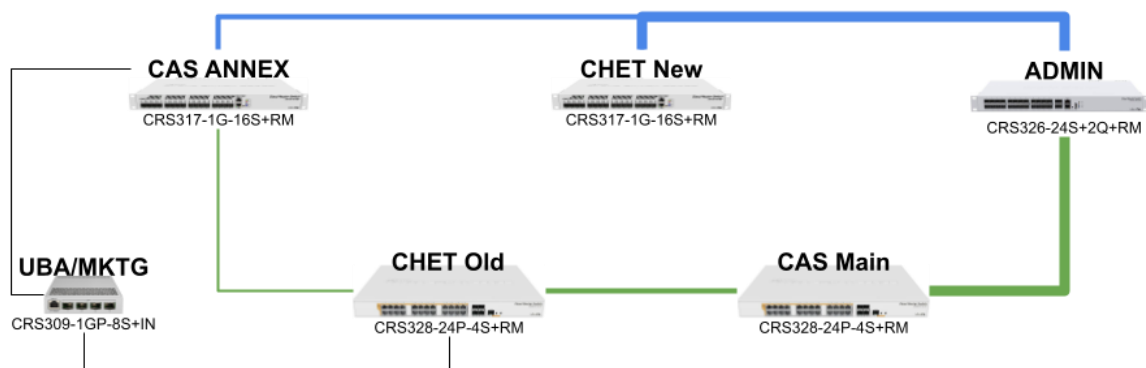 CAS ANNEX
CRS317-1G-16S+RM
CHET New
CRS317-1G-16S+RM
ADMIN
CRS326-24S+2Q+RM
UBA/MKTG
CRS309-1GP-8S+IN
CHET Old
CRS328-24P-4S+RM
CAS Main
CRS328-24P-4S+RM